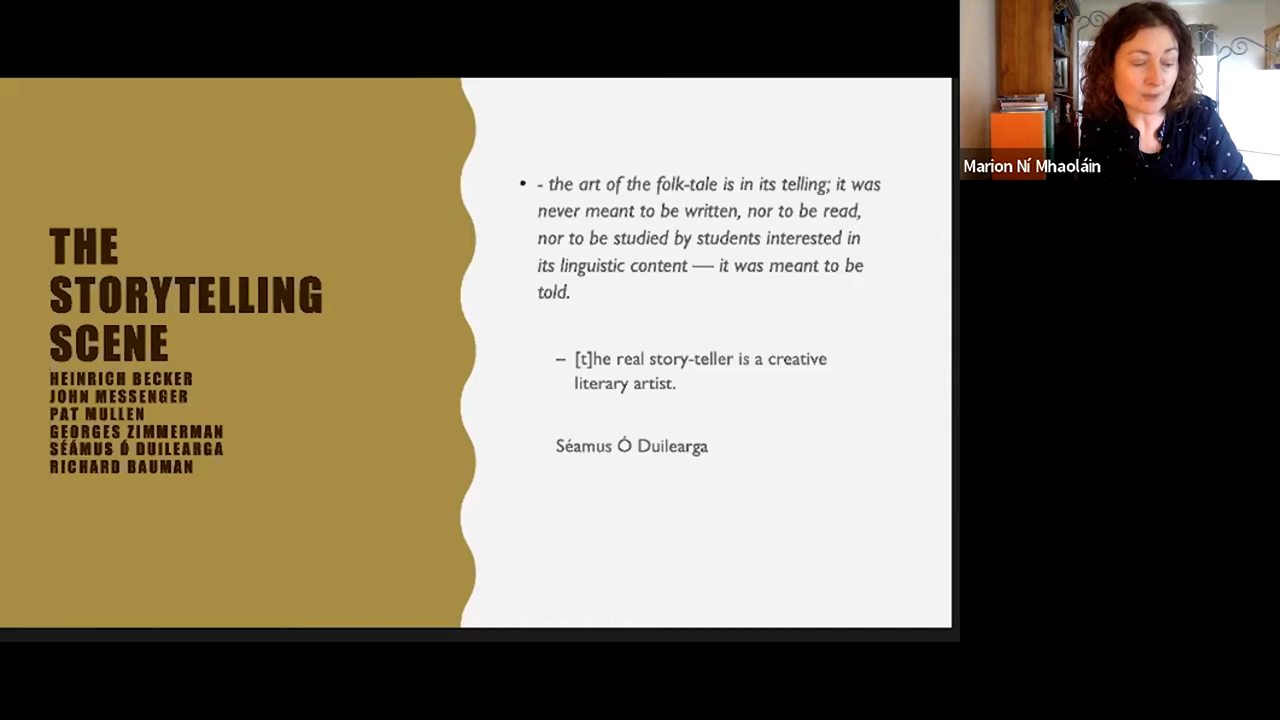 THE
STORYTELLING
SCENE
HEINRICH BECKER
JOHN MESSENGER
PAT MULLEN
GEORGES ZIMMERMAN
SÉÁMUS Ó DUILEARGA
RICHARD BAUMAN
• - the art of the folk-tale is in its telling; it was
never meant to be written, nor to be read,
nor to be studied by students interested in
its linguistic content — it was meant to be
told.
– [t]he real story-teller is a creative
literary artist.
Séamus Ó Duilearga
Marion Ní Mhaoláin